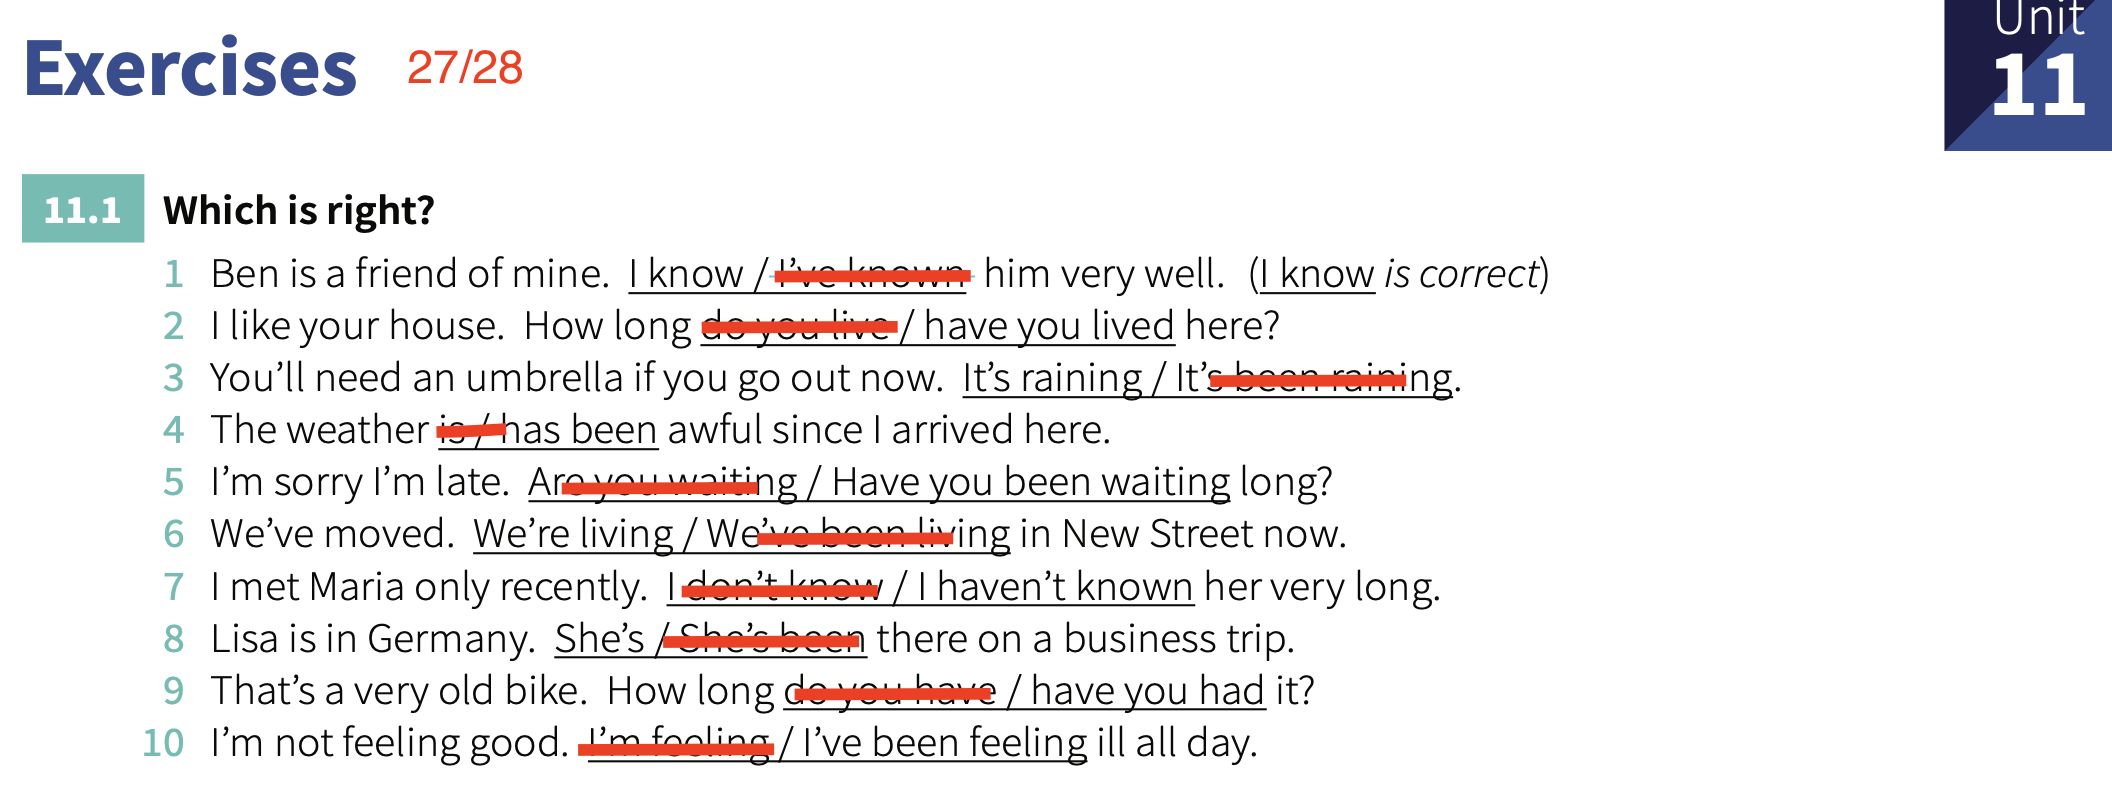 Exercises 27/28
Unit
11
11.1 Which is right?
1 Ben is a friend of mine. I know / I've known him very well. (I know is correct)
2 I like your house. How long do you live / have you lived here?
3 You'll need an umbrella if you go out now. It's raining / It's been raining.
4 The weather is / has been awful since I arrived here.
5 I'm sorry I'm late. Are you waiting / Have you been waiting long?
6 We've moved. We're living / We've been living in New Street now.
7 I met Maria only recently. I don't know / I haven't known her very long.
8 Lisa is in Germany. She's / She's been there on a business trip.
9 That's a very old bike. How long do you have / have you had it?
10 I'm not feeling good. I'm feeling / I've been feeling ill all day.